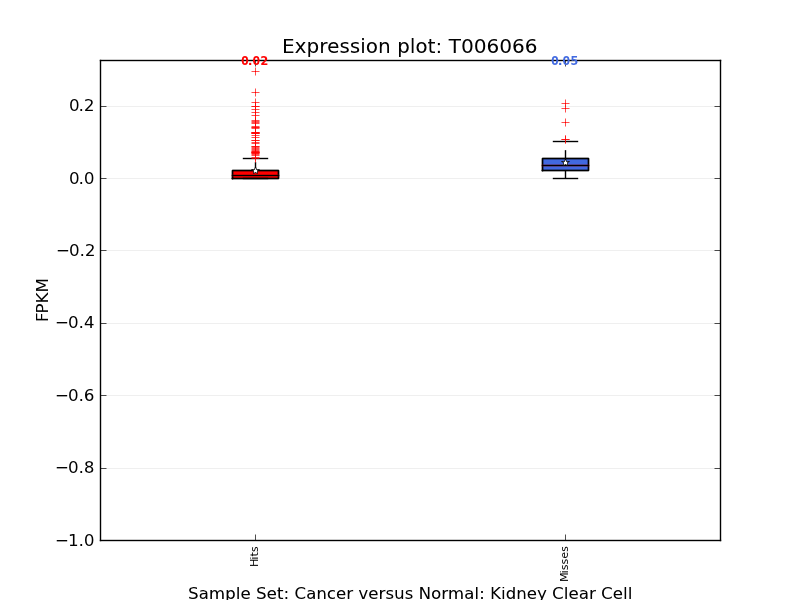 Expression plot: T006066
0.02
0.05
0.2
0.0
−0.2
−0.4
−0.6
−0.8
−1.0
FPKM
Hits
Misses
Sample Set: Cancer versus Normal: Kidney Clear Cell